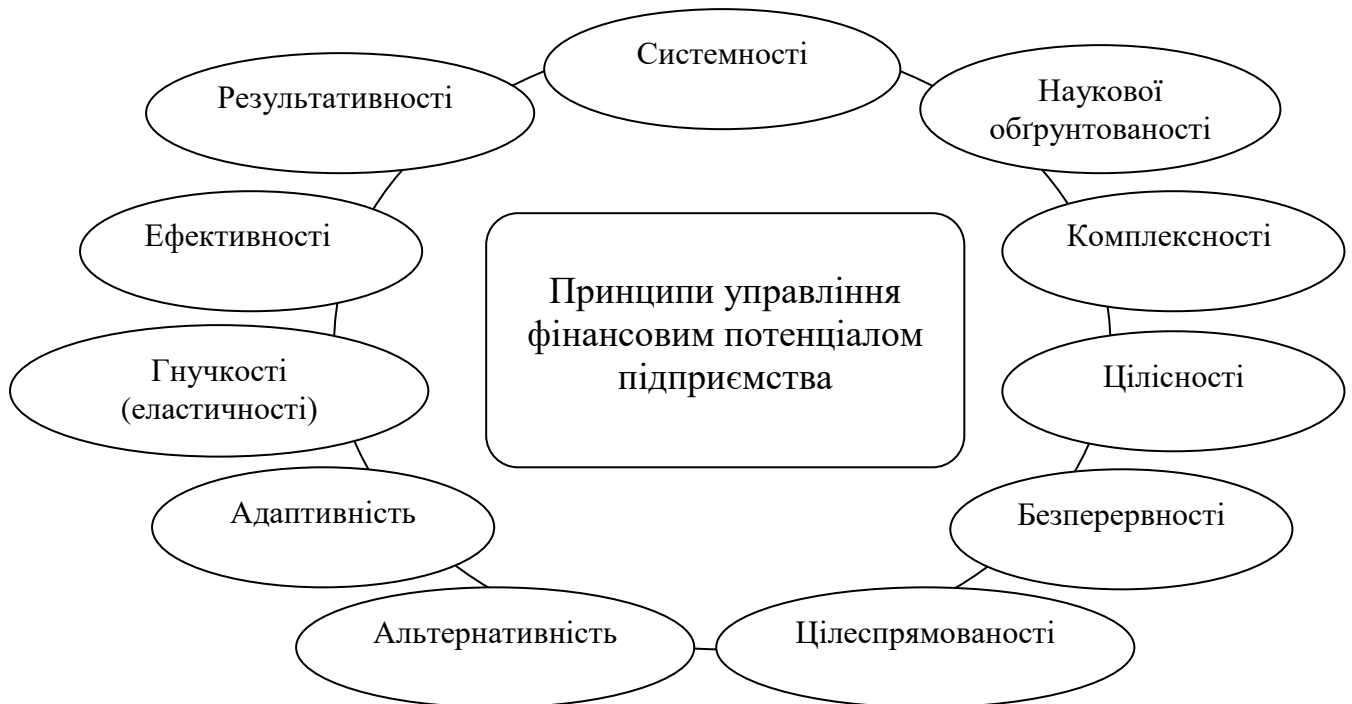 Системності
Результативності
Наукової
обґрунтованості
Ефективності
Комплексності
Принципи управління
фінансовим потенціалом
підприємства
Гнучкості
(еластичності)
Цілісності
Адаптивність
Безперервності
Альтернативність
Цілеспрямованості